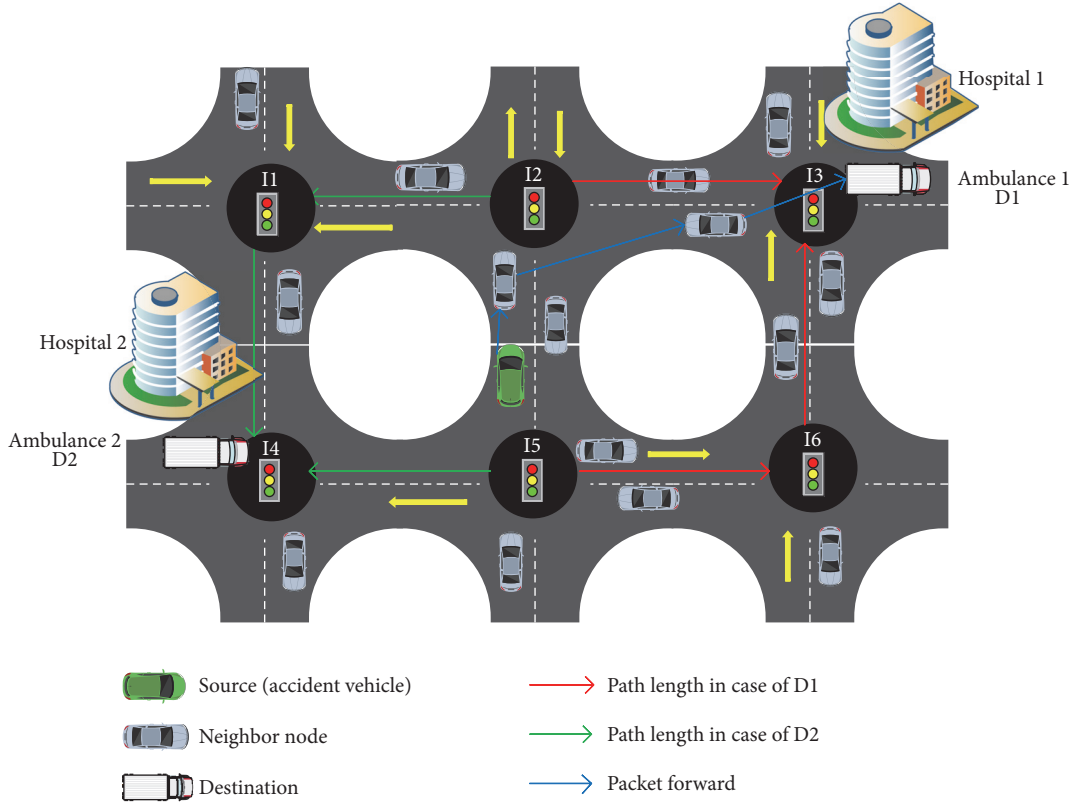 Hospital 1
I1
I2
I3
Ambulance 1
D1
Hospital 2
Ambulance 2
D2
I4
I5
I6
Source (accident vehicle)
Path length in case of D1
Neighbor node
Path length in case of D2
Destination
Packet forward